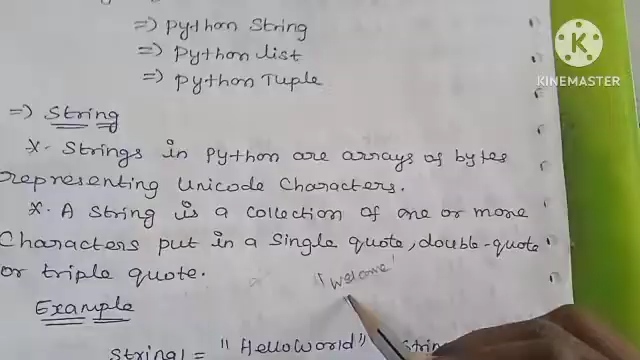 => Python String
=> Python list
=> Python Tuple
K
KINEMASTER
=> String
*. Strings in Python are arrays of bytes
representing Unicode Characters.
*. A String is a collection of one or more
Characters put in a Single quote, double-quote
or triple quote.
"welcome'
Example
String1 = "HelloWorld" Strin